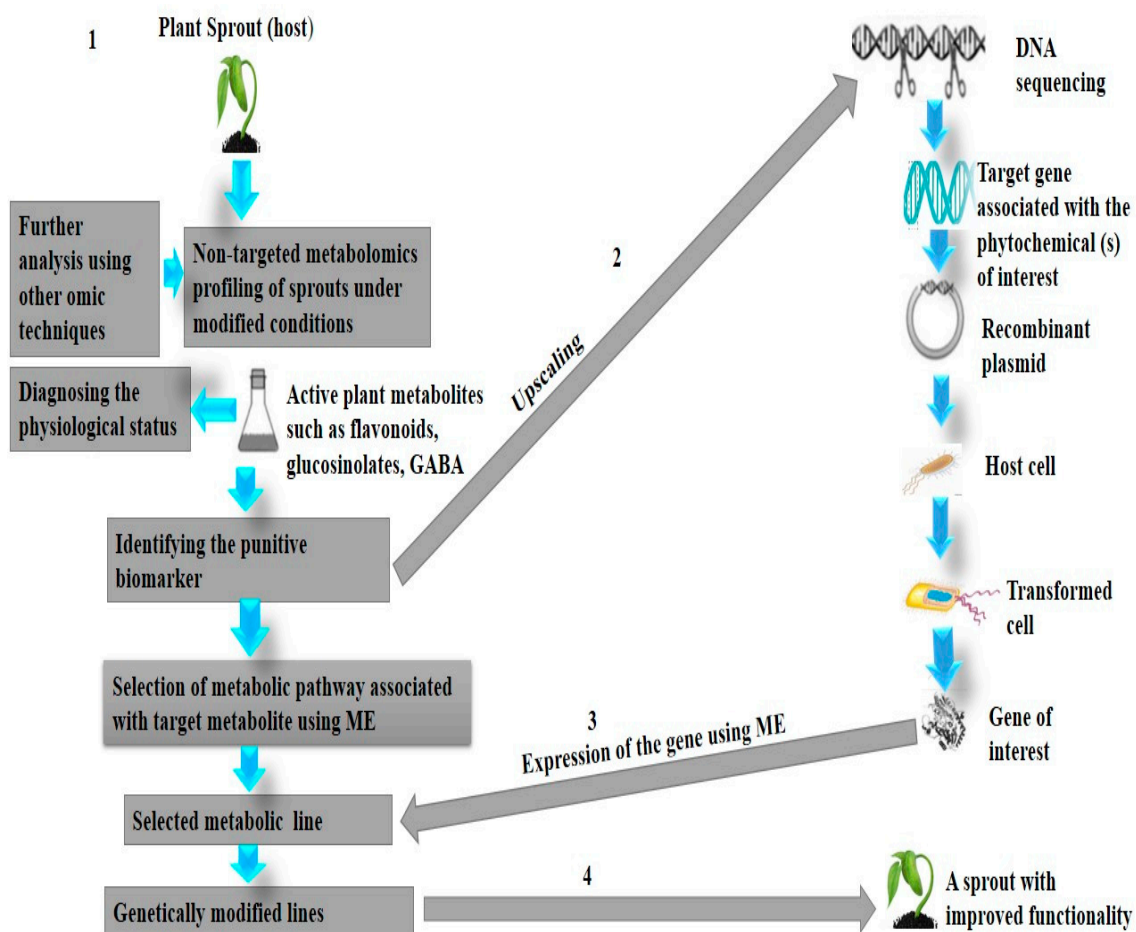 1
Plant Sprout (host)
Further
analysis using
other omic
techniques
Non-targeted metabolomics
profiling of sprouts under
modified conditions
Diagnosing the
physiological status
Active plant metabolites
such as flavonoids,
glucosinolates, GABA
Identifying the punitive
biomarker
Selection of metabolic pathway associated
with target metabolite using ME
Selected metabolic line
Genetically modified lines
2
Upscaling
DNA
sequencing
Target gene
associated with the
phytochemical (s)
of interest
Recombinant
plasmid
Host cell
Transformed
cell
Gene of
interest
3
Expression of the gene using ME
4
A sprout with
improved functionality